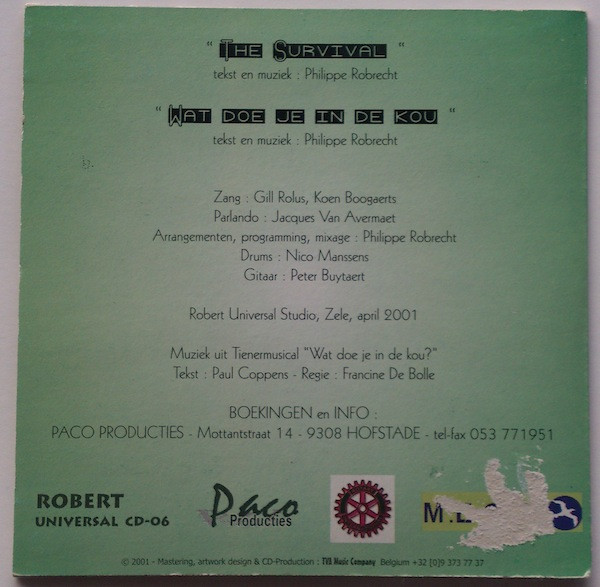 " The Survival "
tekst en muziek : Philippe Robrecht
" Wat doe je in de kou "
tekst en muziek : Philippe Robrecht
Zang : Gill Rolus, Koen Boogaerts
Parlando : Jacques Van Avermaet
Arrangementen, programming, mixage : Philippe Robrecht
Drums : Nico Manssens
Gitaar : Peter Buytaert
Robert Universal Studio, Zele, april 2001
Muziek uit Tienermusical "Wat doe je in de kou?"
Tekst : Paul Coppens - Regie : Francine De Bolle
BOEKINGEN en INFO :
PACO PRODUCTIES - Mottantstraat 14 - 9308 HOFSTADE - tel-fax 053 771951
ROBERT
UNIVERSAL CD-06
Paco
Producties
© 2001 - Mastering, artwork design & CD-Production : TVB Music Company Belgium +32 [0]9 373 77 37